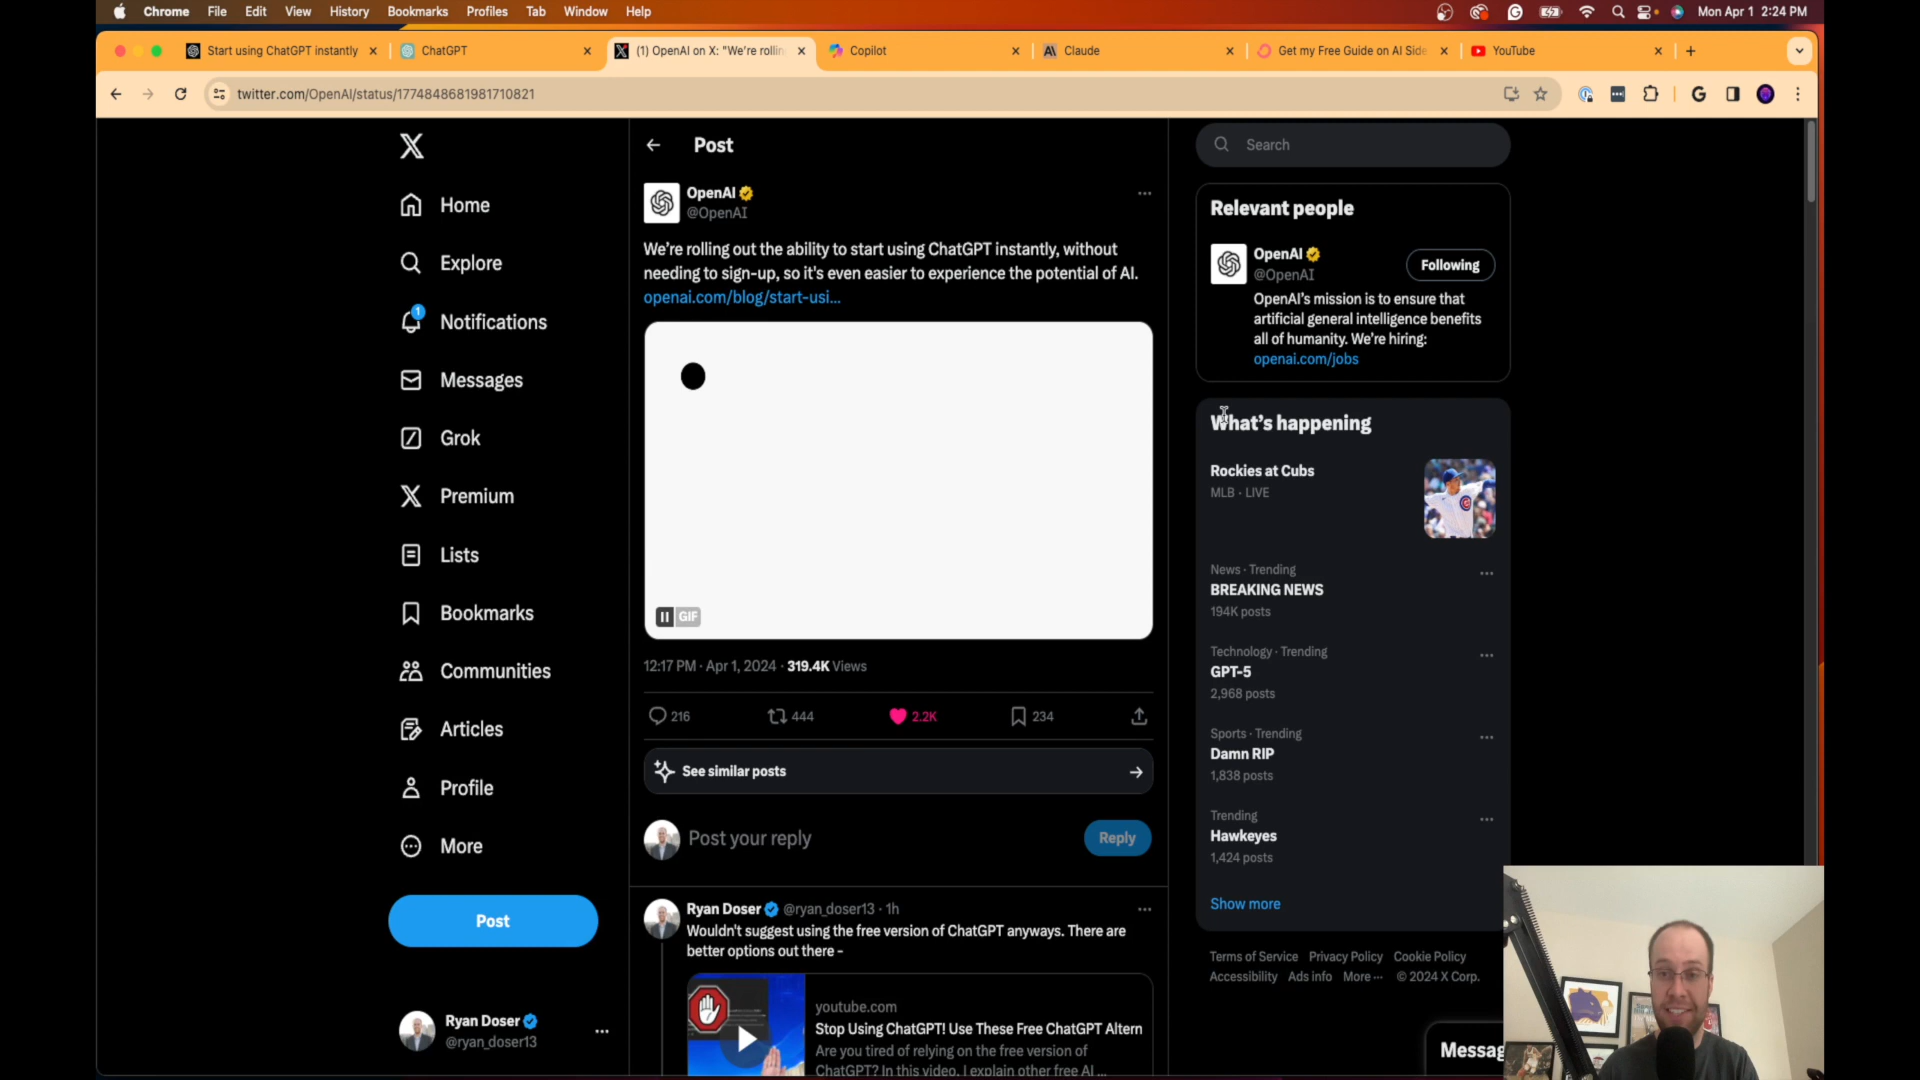 Chrome File Edit View History Bookmarks Profiles Tab Window Help
Mon Apr 1 2:24 PM
Start using ChatGPT instantly
ChatGPT
(1) OpenAI on X: "We're rollin
Copilot
Claude
Get my Free Guide on AI Side
YouTube
twitter.com/OpenAI/status/1774848681981710821
Home
Explore
1
Notifications
Messages
Grok
Premium
Lists
Bookmarks
Communities
Articles
Profile
More
Post
Ryan Doser
@ryan_doser13
Post
OpenAI
@OpenAI
We're rolling out the ability to start using ChatGPT instantly, without
needing to sign-up, so it's even easier to experience the potential of AI.
openai.com/blog/start-usi...
GIF
12:17 PM · Apr 1, 2024 · 319.4K Views
216 444 2.2K 234
See similar posts
Post your reply
Reply
Ryan Doser @ryan_doser13 · 1h
Wouldn't suggest using the free version of ChatGPT anyways. There are
better options out there -
youtube.com
Stop Using ChatGPT! Use These Free ChatGPT Altern
Are you tired of relying on the free version of
ChatGPT? In this video, I explain other free AI ...
Search
Relevant people
OpenAI
@OpenAI
Following
OpenAI's mission is to ensure that
artificial general intelligence benefits
all of humanity. We're hiring:
openai.com/jobs
What's happening
Rockies at Cubs
MLB · LIVE
News · Trending
BREAKING NEWS
194K posts
Technology · Trending
GPT-5
2,968 posts
Sports · Trending
Damn RIP
1,838 posts
Trending
Hawkeyes
1,424 posts
Show more
Terms of Service Privacy Policy Cookie Policy
Accessibility Ads info More ··· © 2024 X Corp.
Messag